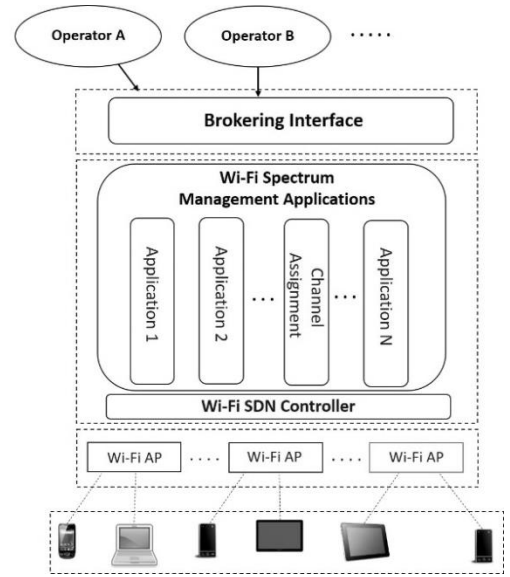 Operator A
Operator B
.....
Brokering Interface
Wi-Fi Spectrum
Management Applications
Application 1
Application 2
...
Channel
Assignment
...
Application N
Wi-Fi SDN Controller
Wi-Fi AP
....
Wi-Fi AP
....
Wi-Fi AP